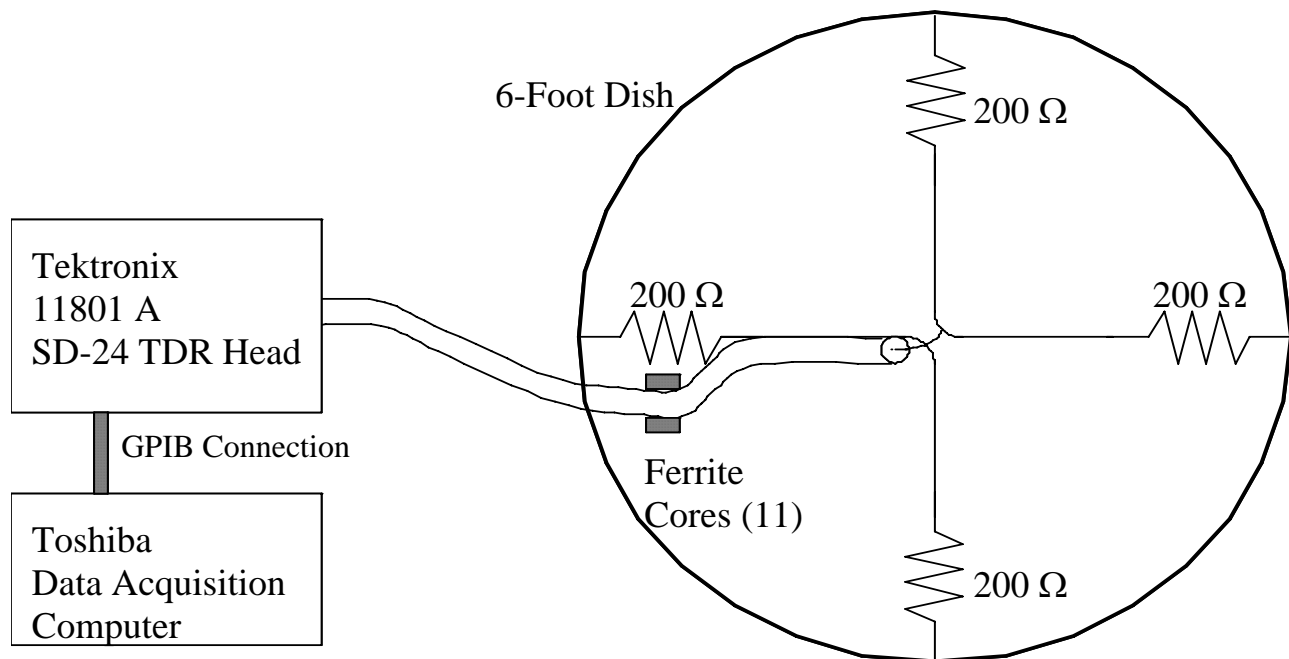 6-Foot Dish
200 Ω
Tektronix
11801 A
SD-24 TDR Head
200 Ω
200 Ω
GPIB Connection
Ferrite
Cores (11)
Toshiba
Data Acquisition
Computer
200 Ω